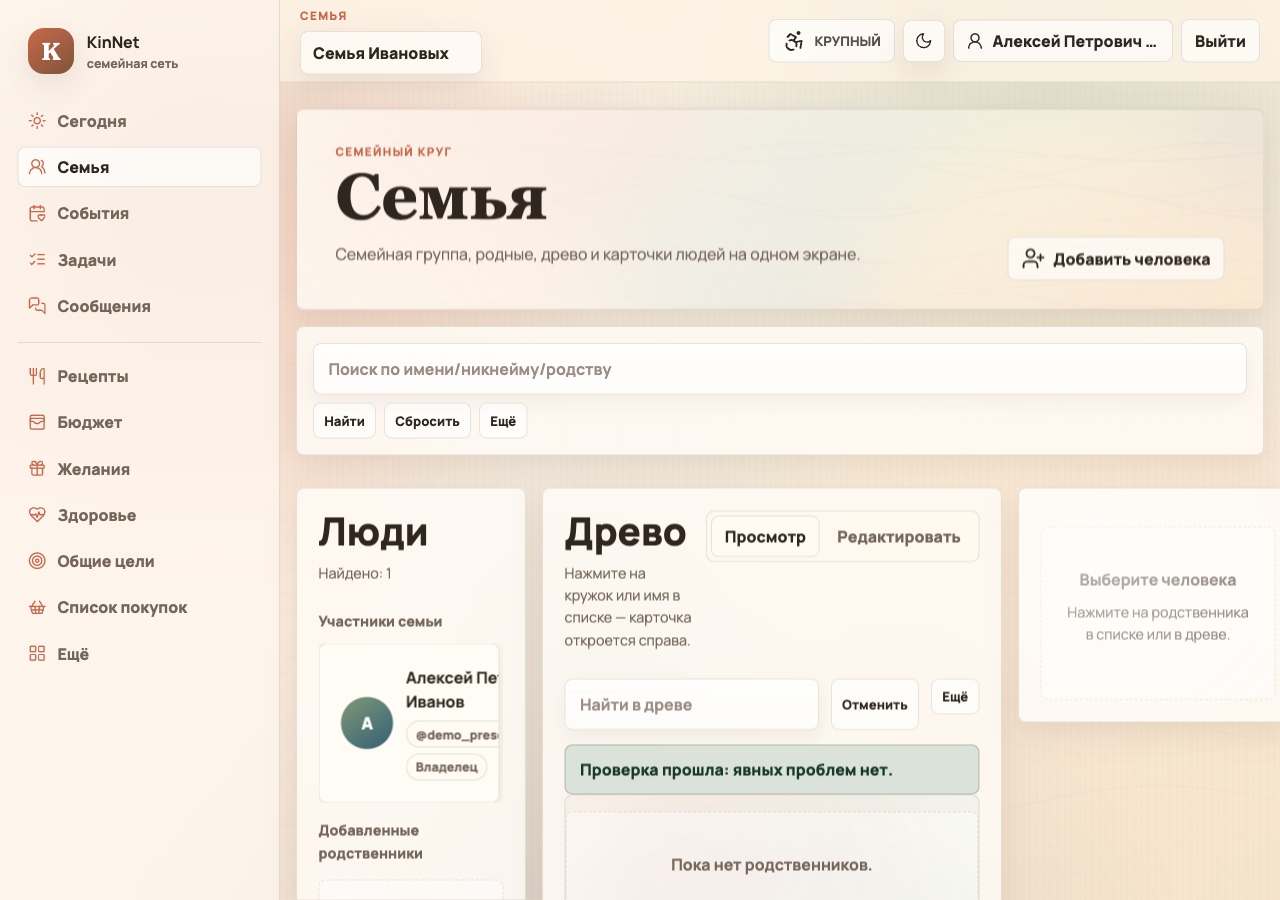 K
KinNet
семейная сеть
Сегодня
Семья
События
Задачи
Сообщения
Рецепты
Бюджет
Желания
Здоровье
Общие цели
Список покупок
Ещё
СЕМЬЯ
Семья Ивановых
КРУПНЫЙ
Алексей Петрович ...
Выйти
СЕМЕЙНЫЙ КРУГ
Семья
Семейная группа, родные, древо и карточки людей на одном экране.
Добавить человека
Поиск по имени/никнейму/родству
Найти
Сбросить
Ещё
Люди
Найдено: 1
Участники семьи
А
Алексей Пе
Иванов
@demo_pres
Владелец
Добавленные
родственники
Древо
Просмотр
Редактировать
Нажмите на
кружок или имя в
списке — карточка
откроется справа.
Найти в древе
Отменить
Ещё
Проверка прошла: явных проблем нет.
Пока нет родственников.
Выберите человека
Нажмите на родственника
в списке или в древе.